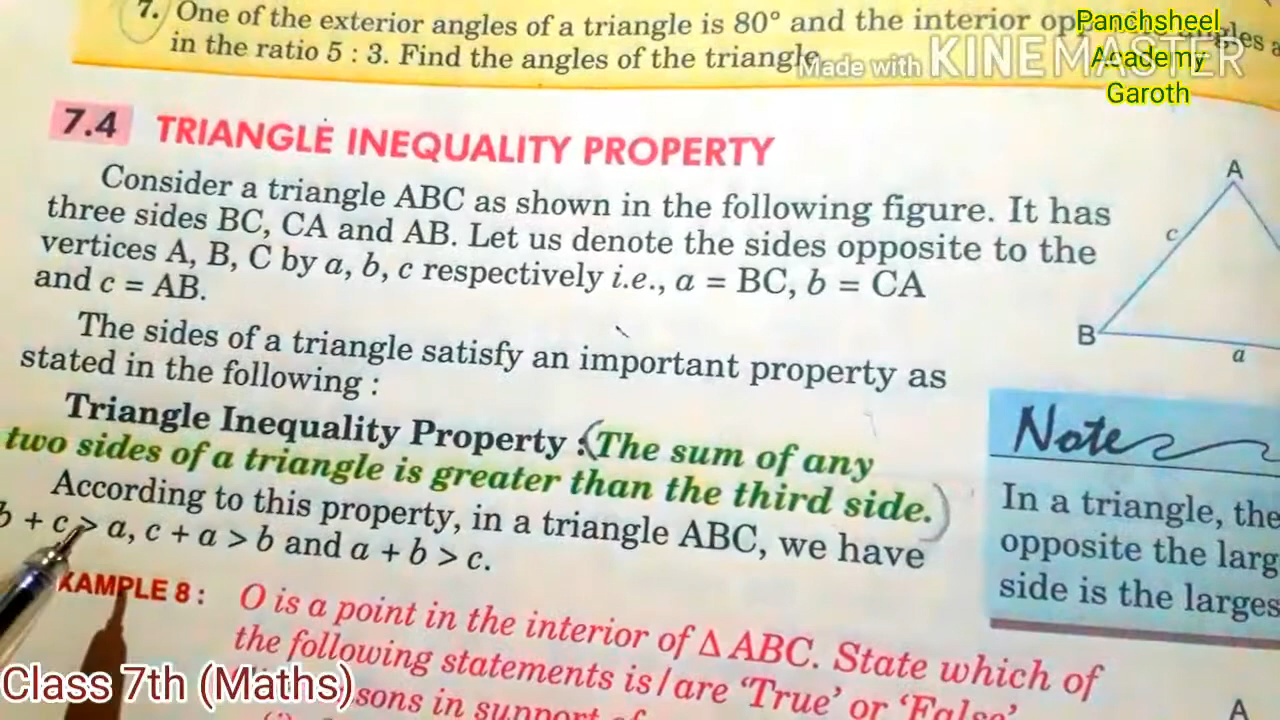 7. One of the exterior angles of a triangle is 80° and the interior
in the ratio 5 : 3. Find the angles of the triangle
Made with KINEMASTER
Panchsheel
Academy
Garoth
7.4 TRIANGLE INEQUALITY PROPERTY
Consider a triangle ABC as shown in the following figure. It has
three sides BC, CA and AB. Let us denote the sides opposite to the
vertices A, B, C by a, b, c respectively i.e., a = BC, b = CA
and c = AB.
A
c
B
a
The sides of a triangle satisfy an important property as
stated in the following :
Triangle Inequality Property : (The sum of any
two sides of a triangle is greater than the third side.)
According to this property, in a triangle ABC, we have
b + c > a, c + a > b and a + b > c.
Note
In a triangle, the
opposite the larg
side is the larges
XAMPLE 8 : O is a point in the interior of Δ ABC. State which of
the following statements is/are 'True' or 'False'
sons in support of
A
Class 7th (Maths)